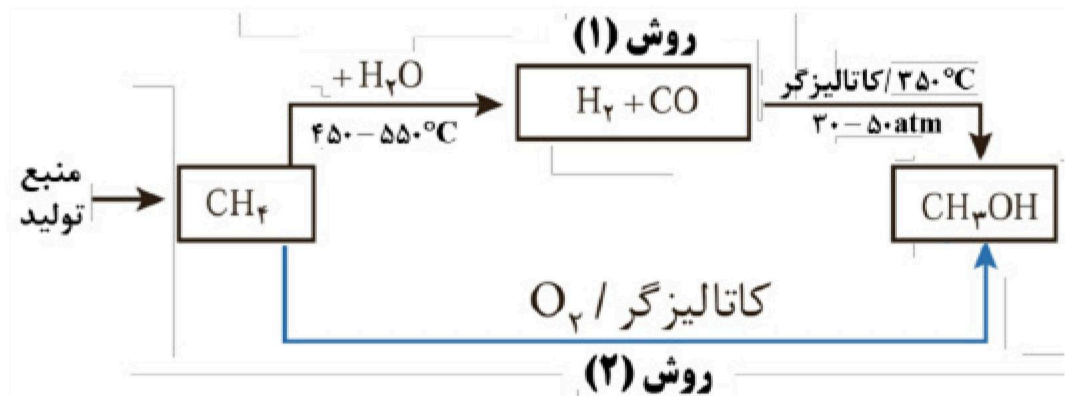 روش (۱)
+H۲O
۴۵۰-۵۵۰°C
H۲+CO
۳۵۰°C/کاتالیزگر
۳۰-۵۰atm
منبع
تولید
CH۴
CH۳OH
O۲ / کاتالیزگر
روش (۲)